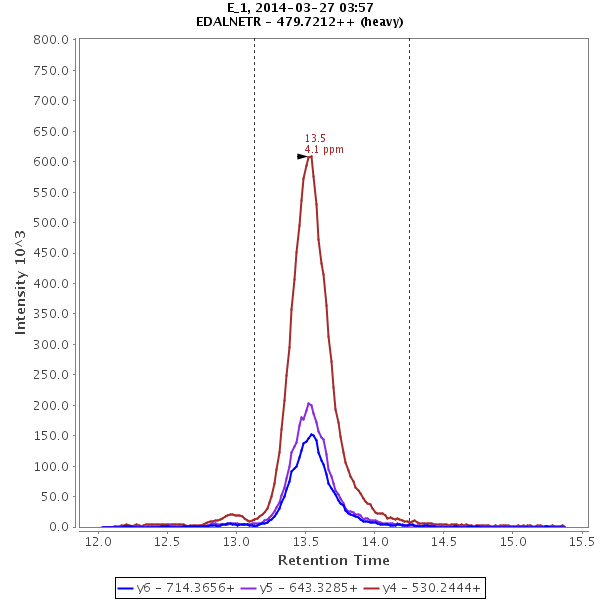 E_1, 2014-03-27 03:57
EDALNETR - 479.7212++ (heavy)
800.0
750.0
700.0
650.0
600.0
550.0
500.0
450.0
400.0
350.0
300.0
250.0
200.0
150.0
100.0
50.0
0.0
Intensity 10^3
13.5
4.1 ppm
12.0 12.5 13.0 13.5 14.0 14.5 15.0 15.5
Retention Time
y6 - 714.3656+ y5 - 643.3285+ y4 - 530.2444+